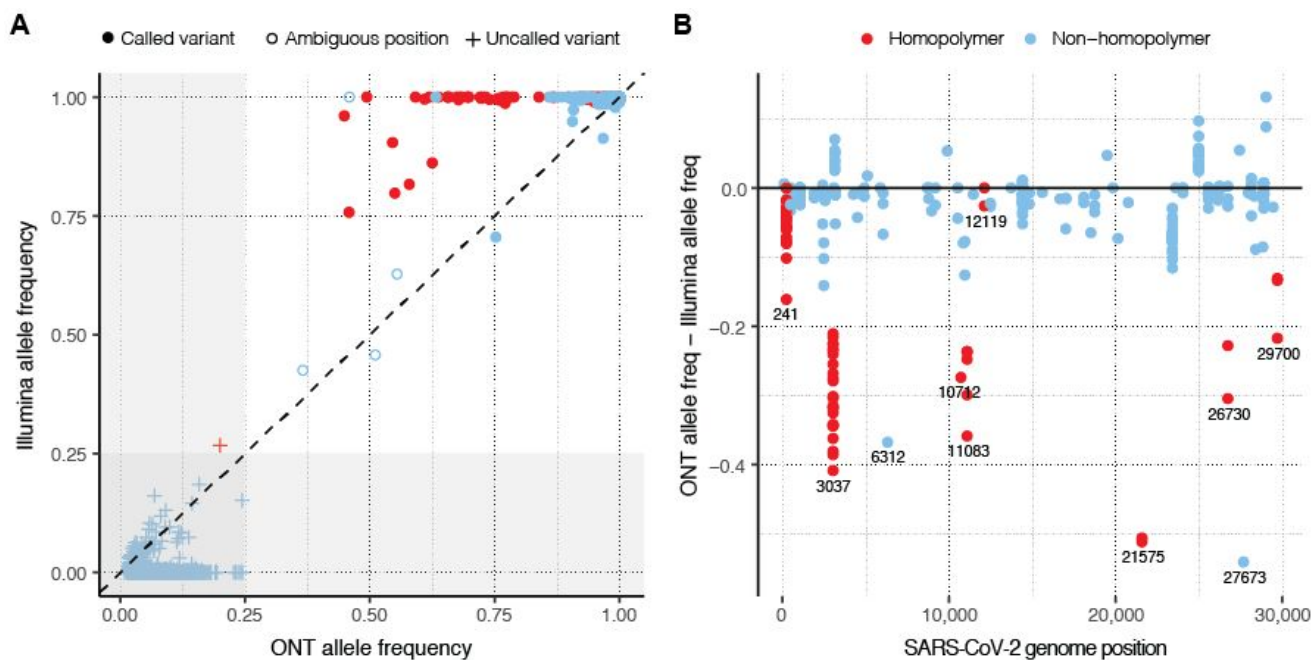 A
Called variant
Ambiguous position
Uncalled variant
1.00
0.75
0.50
0.25
0.00
Illumina allele frequency
0.00
0.25
0.50
0.75
1.00
ONT allele frequency
B
Homopolymer
Non-homopolymer
0.0
−0.2
−0.4
ONT allele freq − Illumina allele freq
241
3037
6312
10712
11083
12119
21575
26730
27673
29700
0
10,000
20,000
30,000
SARS-CoV-2 genome position